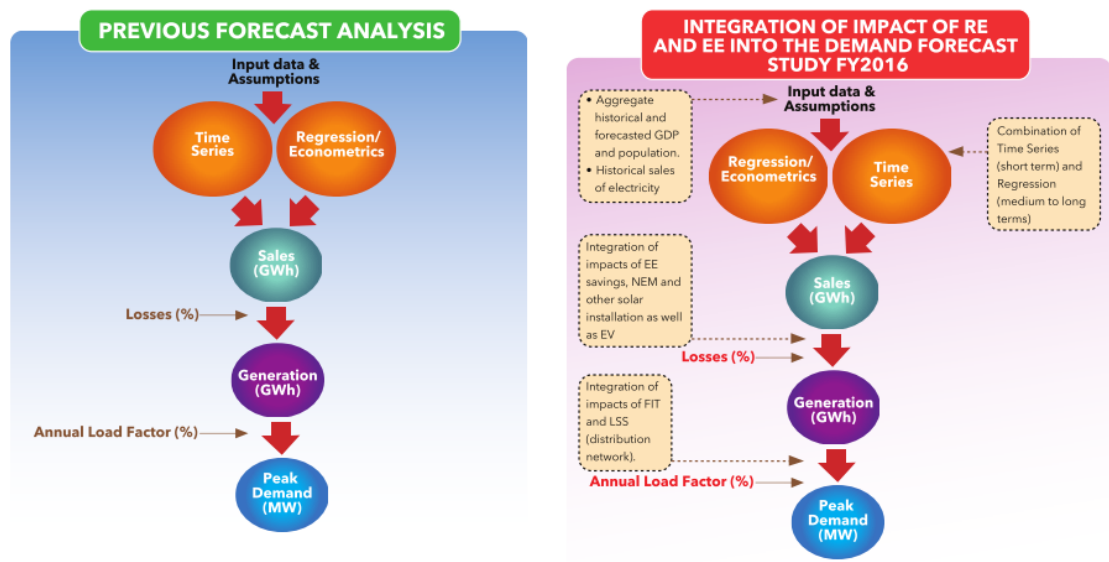 PREVIOUS FORECAST ANALYSIS
Input data &
Assumptions
Time
Series
Regression/
Econometrics
Sales
(GWh)
Losses (%)
Generation
(GWh)
Annual Load Factor (%)
Peak
Demand
(MW)
INTEGRATION OF IMPACT OF RE
AND EE INTO THE DEMAND FORECAST
STUDY FY2016
Input data &
Assumptions
• Aggregate
historical and
forecasted GDP
and population.
• Historical sales
of electricity
Regression/
Econometrics
Time
Series
Combination of
Time Series
(short term) and
Regression
(medium to long
terms)
Sales
(GWh)
Integration of
impacts of EE
savings, NEM and
other solar
installation as well
as EV
Losses (%)
Generation
(GWh)
Integration of
impacts of FIT
and LSS
(distribution
network).
Annual Load Factor (%)
Peak
Demand
(MW)